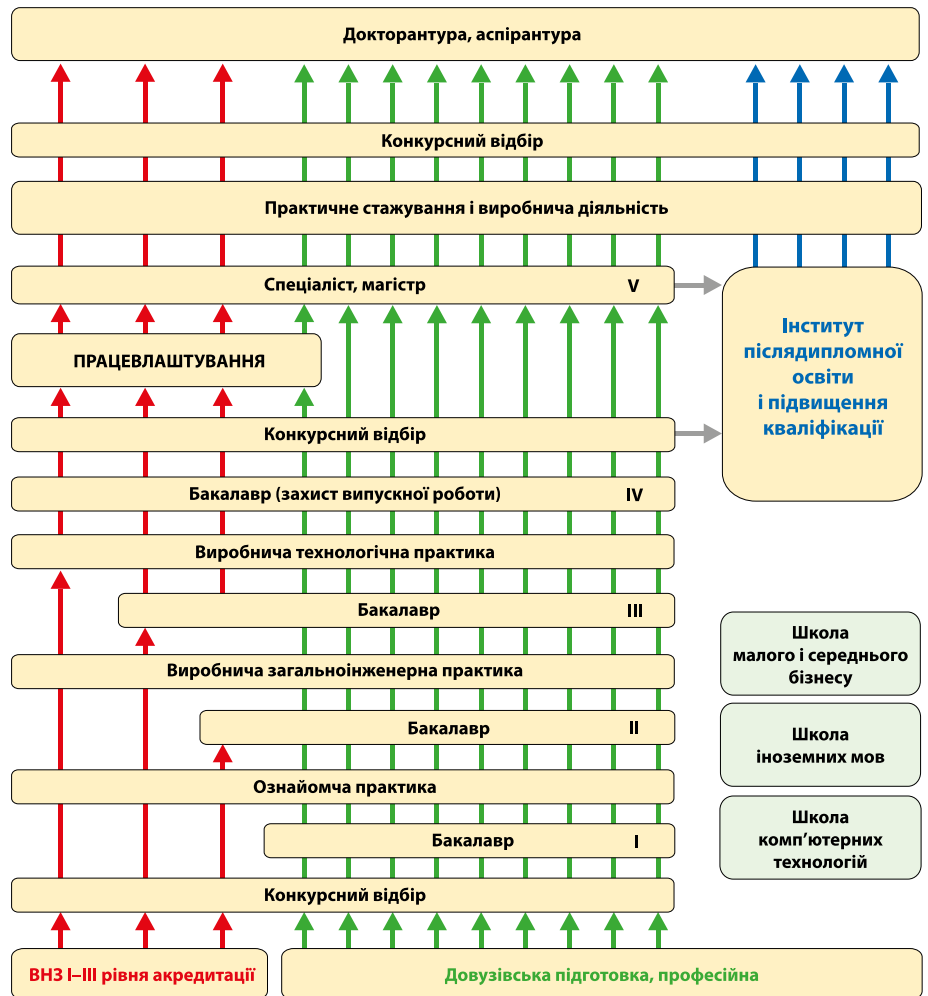 Докторантура, аспірантура
Конкурсний відбір
Практичне стажування і виробнича діяльність
Спеціаліст, магістр V
ПРАЦЕВЛАШТУВАННЯ
Інститут
післядипломної
освіти
і підвищення
кваліфікації
Конкурсний відбір
Бакалавр (захист випускної роботи) IV
Виробнича технологічна практика
Бакалавр III
Школа
малого і середнього
бізнесу
Виробнича загальноінженерна практика
Бакалавр II
Школа
іноземних мов
Ознайомча практика
Бакалавр I
Школа
комп’ютерних
технологій
Конкурсний відбір
ВНЗ I–III рівня акредитації
Довузівська підготовка, професійна